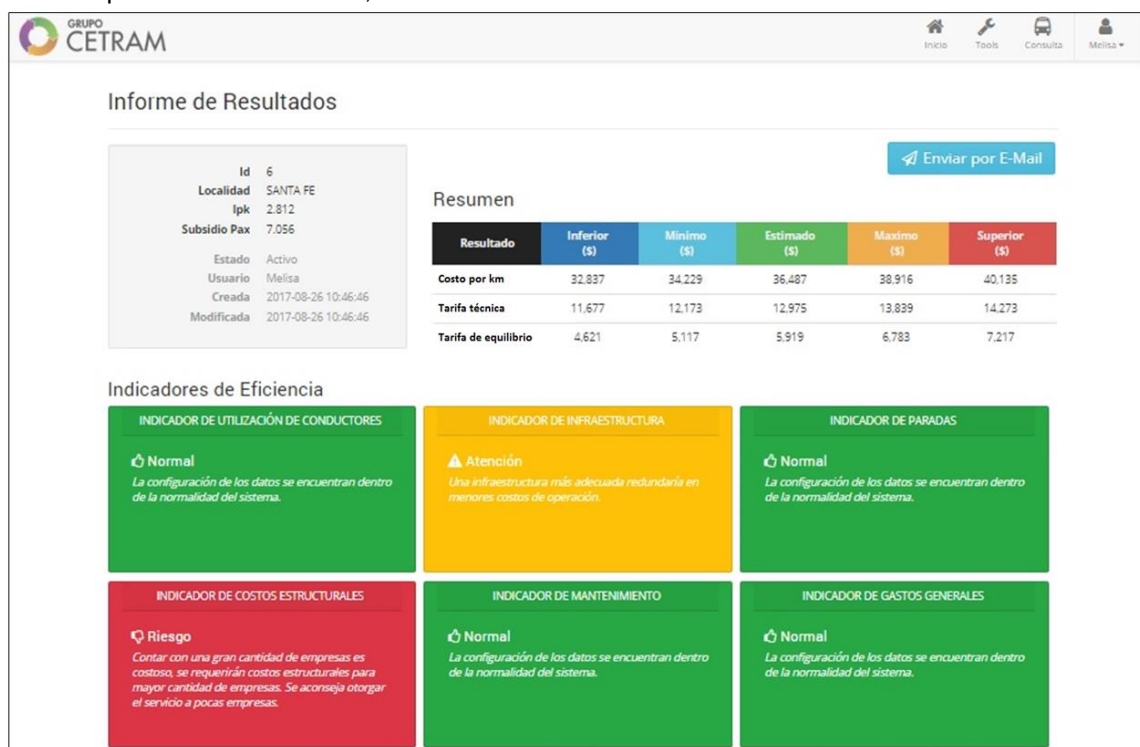 GRUPO
CETRAM
Inicio
Tools
Consulta
Melisa
Informe de Resultados
Enviar por E-Mail
Id 6
Localidad SANTA FE
Ipk 2.812
Subsidio Pax 7.056
Estado Activo
Usuario Melisa
Creada 2017-08-26 10:46:46
Modificada 2017-08-26 10:46:46
Resumen
Resultado Inferior ($) Mínimo ($) Estimado ($) Maximo ($) Superior ($)
Costo por km 32,837 34,229 36,487 38,916 40,135
Tarifa técnica 11,677 12,173 12,975 13,839 14,273
Tarifa de equilibrio 4,621 5,117 5,919 6,783 7,217
Indicadores de Eficiencia
INDICADOR DE UTILIZACIÓN DE CONDUCTORES
Normal
La configuración de los datos se encuentran dentro
de la normalidad del sistema.
INDICADOR DE INFRAESTRUCTURA
Atención
Una infraestructura más adecuada redundaría en
menores costos de operación.
INDICADOR DE PARADAS
Normal
La configuración de los datos se encuentran dentro
de la normalidad del sistema.
INDICADOR DE COSTOS ESTRUCTURALES
Riesgo
Contar con una gran cantidad de empresas es
costoso, se requerirán costos estructurales para
mayor cantidad de empresas. Se aconseja otorgar
el servicio a pocas empresas.
INDICADOR DE MANTENIMIENTO
Normal
La configuración de los datos se encuentran dentro
de la normalidad del sistema.
INDICADOR DE GASTOS GENERALES
Normal
La configuración de los datos se encuentran dentro
de la normalidad del sistema.